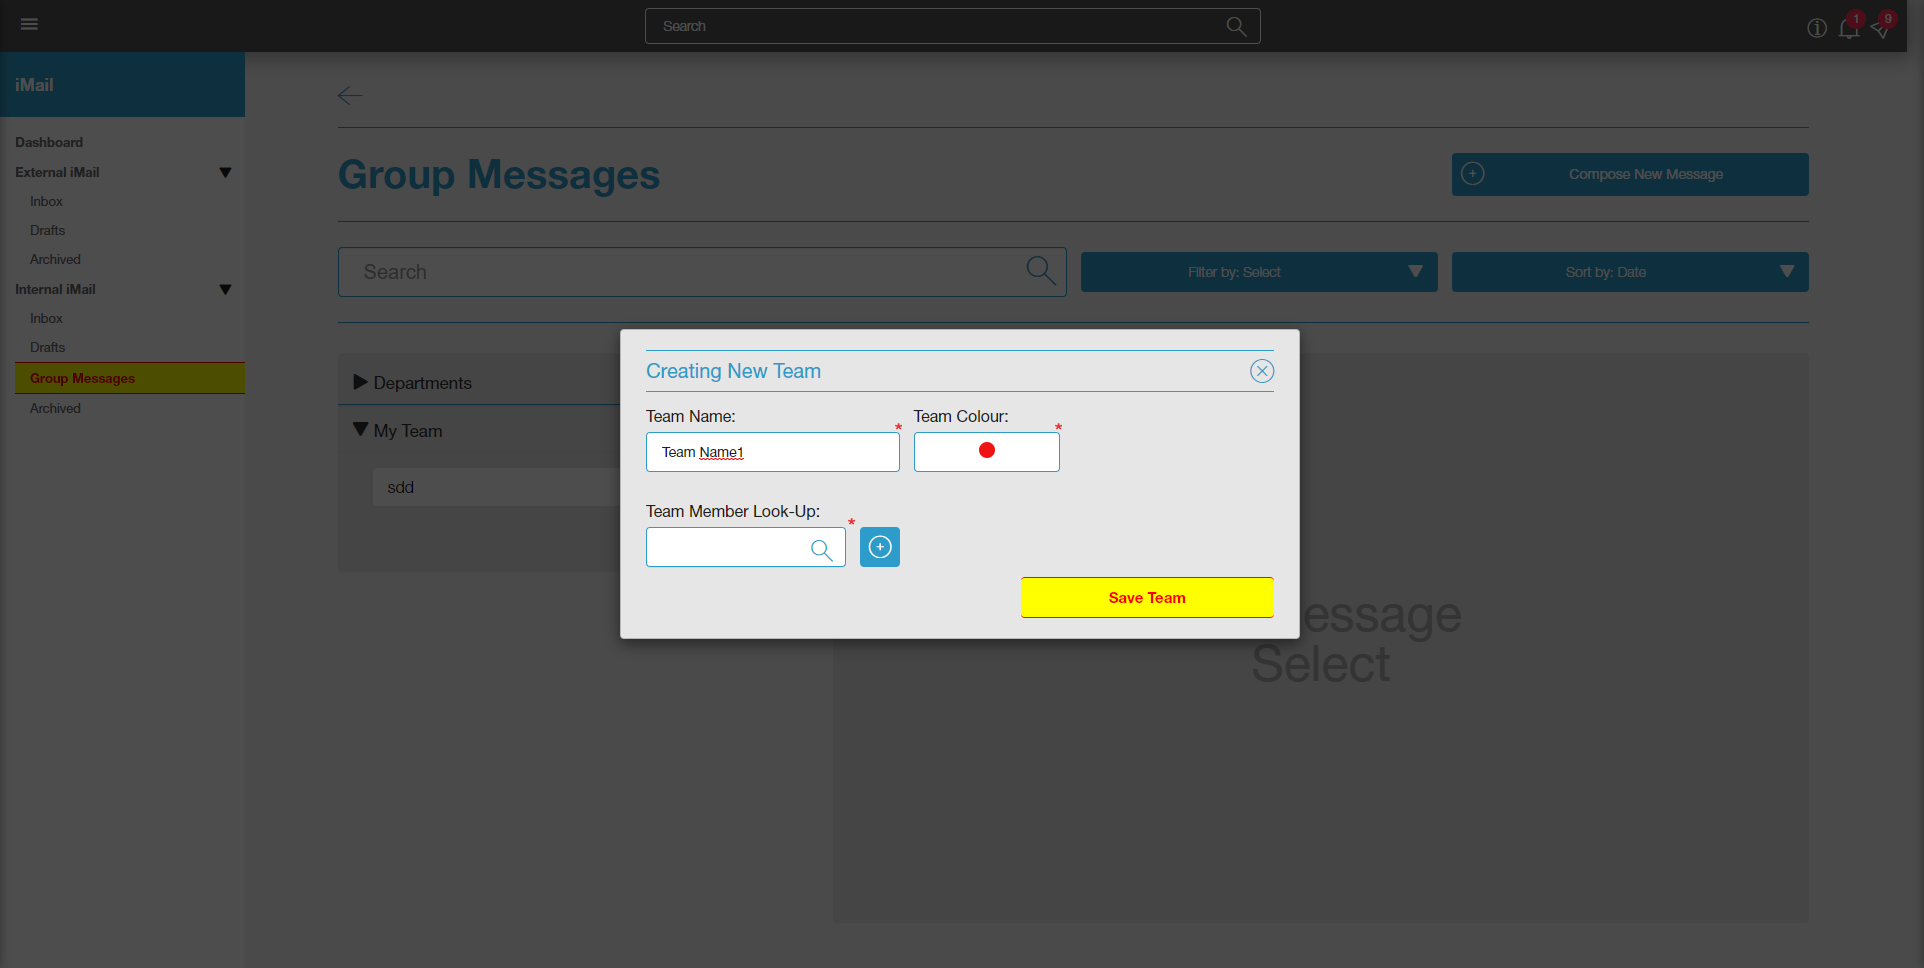 Search
1
9
iMail
Dashboard
External iMail
Inbox
Drafts
Archived
Internal iMail
Inbox
Drafts
Group Messages
Archived
Group Messages
Compose New Message
Search
Filter by: Select
Sort by: Date
Departments
My Team
sdd
Creating New Team
Team Name:
*
Team Colour:
*
Team Name1
Team Member Look-Up:
*
Save Team
essage
Select